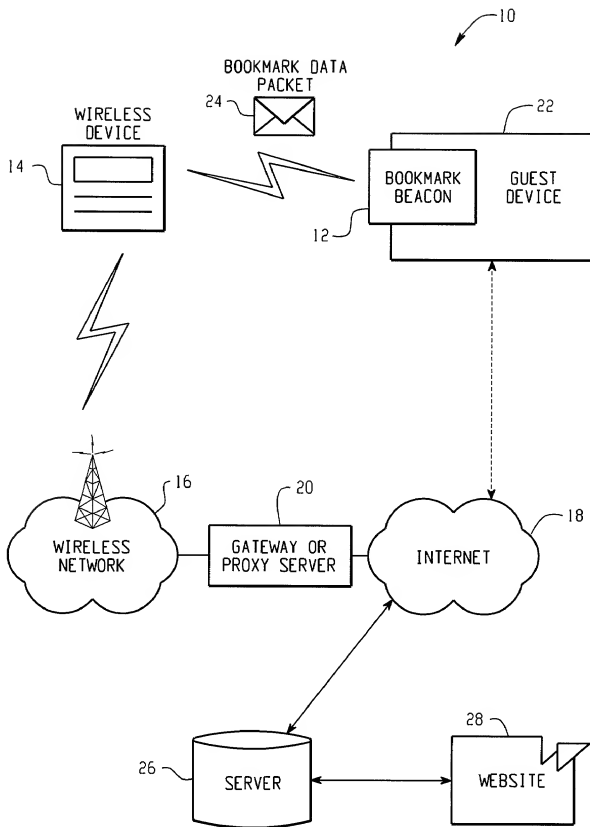 10
BOOKMARK DATA
PACKET
24
WIRELESS
DEVICE
14
22
BOOKMARK
BEACON
GUEST
DEVICE
12
16
WIRELESS
NETWORK
20
GATEWAY OR
PROXY SERVER
18
INTERNET
26
SERVER
28
WEBSITE